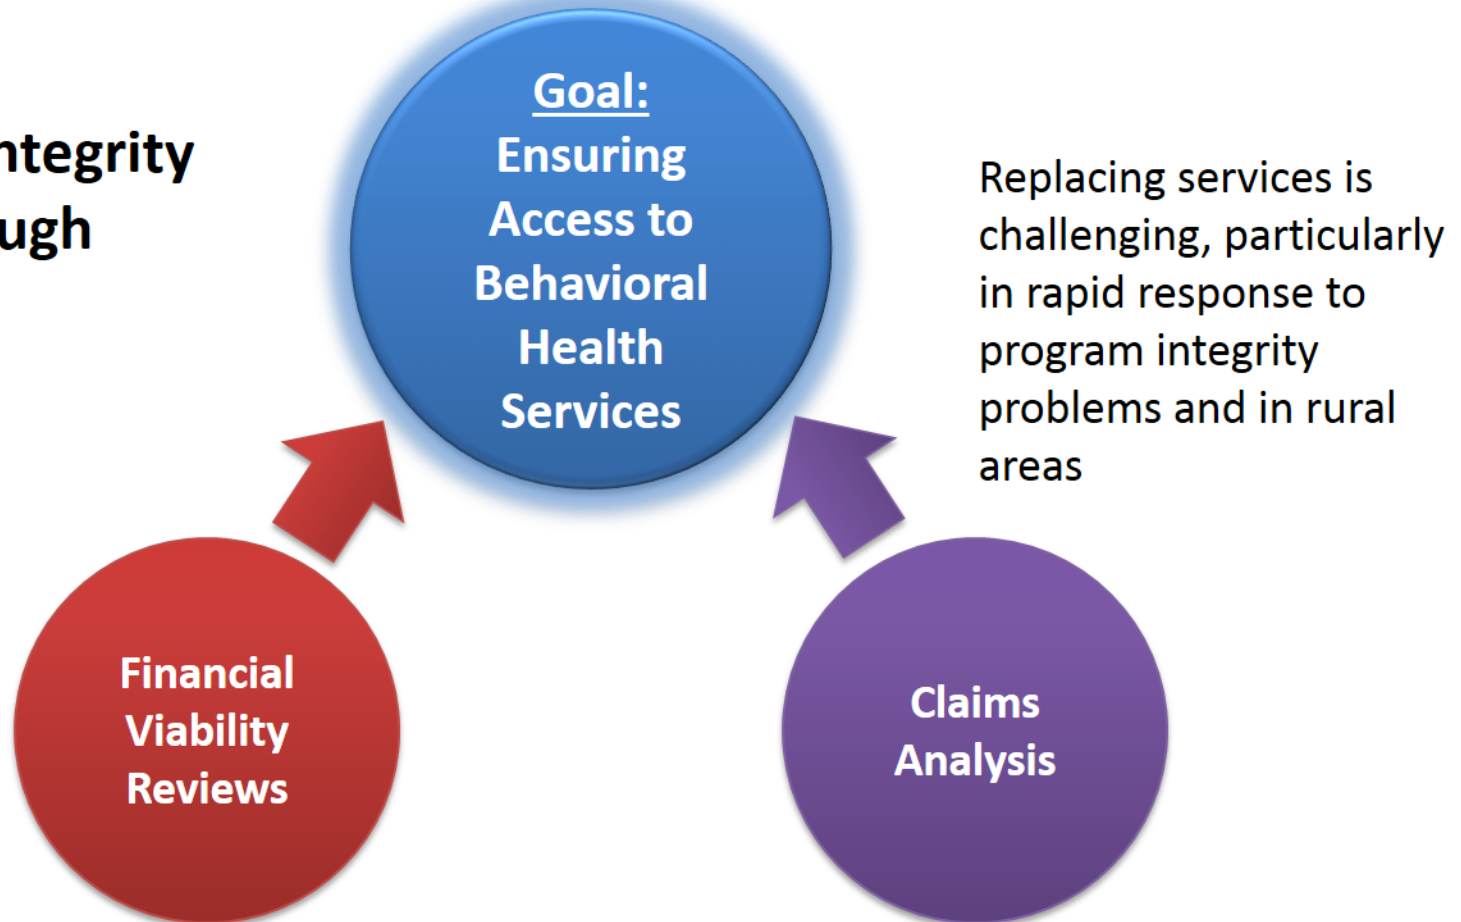 ntegrity
ugh
Goal:
Ensuring
Access to
Behavioral
Health
Services
Replacing services is
challenging, particularly
in rapid response to
program integrity
problems and in rural
areas
Financial
Viability
Reviews
Claims
Analysis